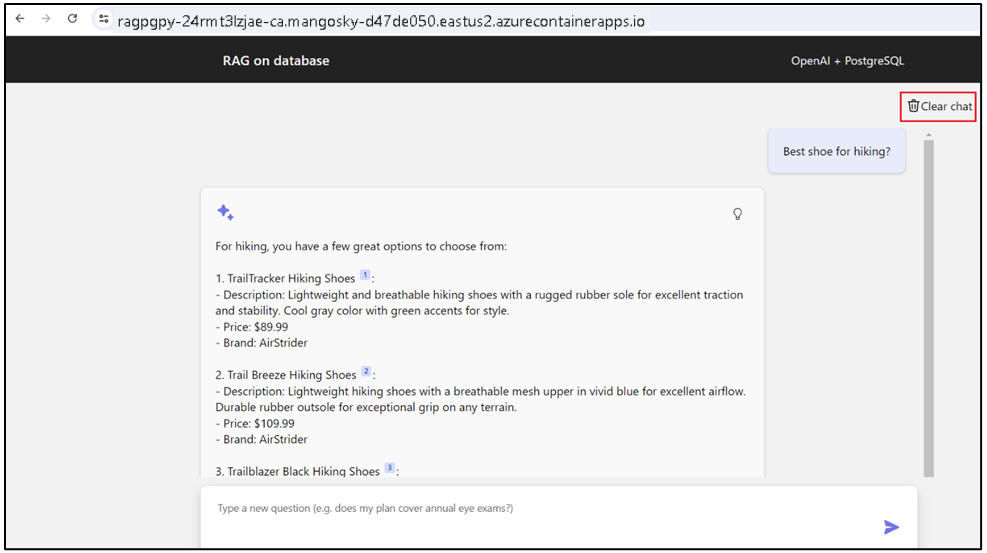 ragpgpy-24rmt3lzjae-ca.mangosky-d47de050.eastus2.azurecontainerapps.io
RAG on database
OpenAI + PostgreSQL
Clear chat
Best shoe for hiking?
For hiking, you have a few great options to choose from:
1. TrailTracker Hiking Shoes 1 :
- Description: Lightweight and breathable hiking shoes with a rugged rubber sole for excellent traction
and stability. Cool gray color with green accents for style.
- Price: $89.99
- Brand: AirStrider
2. Trail Breeze Hiking Shoes 2 :
- Description: Lightweight hiking shoes with a breathable mesh upper in vivid blue for excellent airflow.
Durable rubber outsole for exceptional grip on any terrain.
- Price: $109.99
- Brand: AirStrider
3. Trailblazer Black Hiking Shoes 3 :
Type a new question (e.g. does my plan cover annual eye exams?)